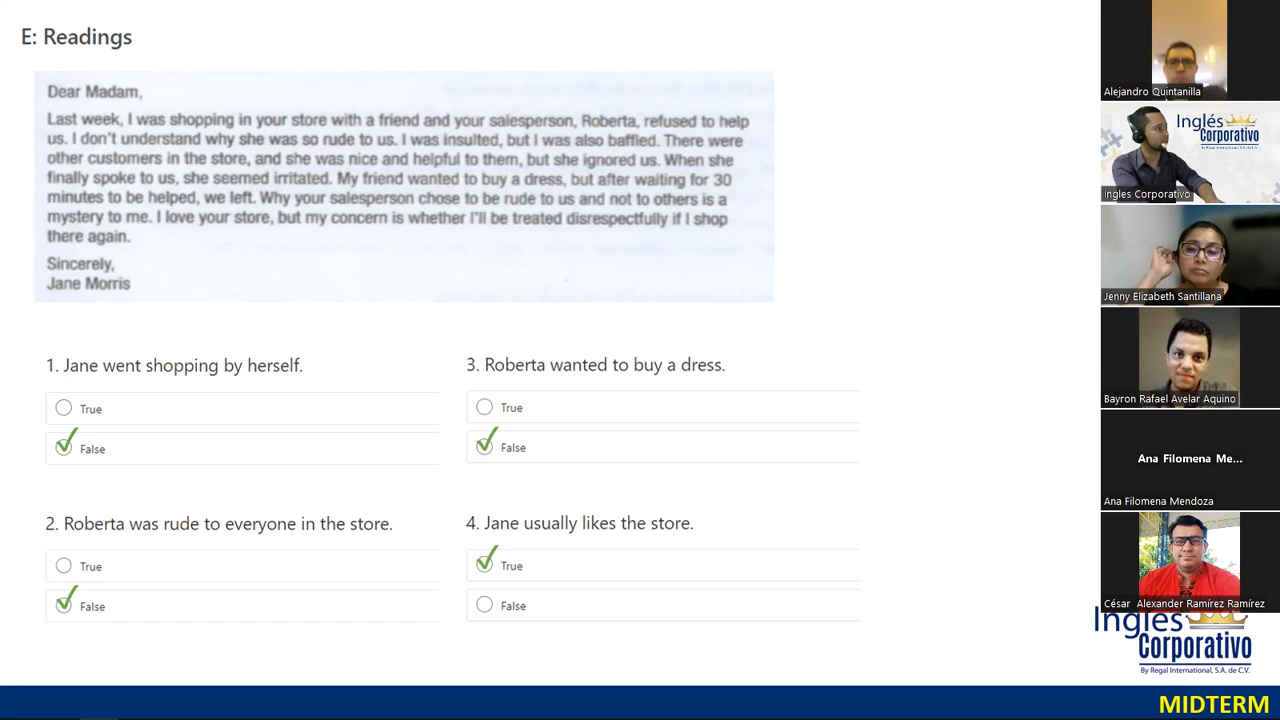 E: Readings
Dear Madam,
Last week, I was shopping in your store with a friend and your salesperson, Roberta, refused to help
us. I don't understand why she was so rude to us. I was insulted, but I was also baffled. There were
other customers in the store, and she was nice and helpful to them, but she ignored us. When she
finally spoke to us, she seemed irritated. My friend wanted to buy a dress, but after waiting for 30
minutes to be helped, we left. Why your salesperson chose to be rude to us and not to others is a
mystery to me. I love your store, but my concern is whether I'll be treated disrespectfully if I shop
there again.
Sincerely,
Jane Morris
1. Jane went shopping by herself.
True
False
2. Roberta was rude to everyone in the store.
True
False
3. Roberta wanted to buy a dress.
True
False
4. Jane usually likes the store.
True
False
Alejandro Quintanilla
Inglés
Corporativo
By Regal International, S.A. de C.V.
Ingles Corporativo
Jenny Elizabeth Santillana
Bayron Rafael Avelar Aquino
Ana Filomena Me...
Ana Filomena Mendoza
César Alexander Ramírez Ramírez
Inglés
Corporativo
By Regal International, S.A. de C.V.
MIDTERM